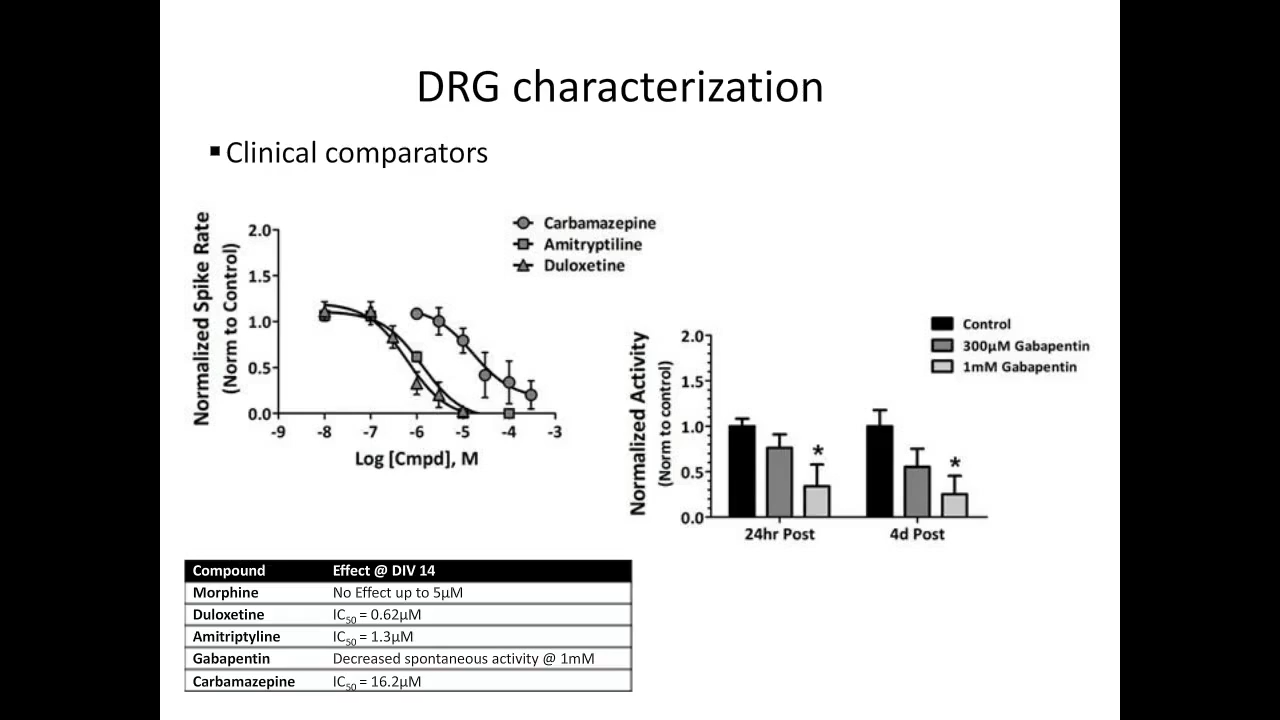 DRG characterization
▪ Clinical comparators
Normalized Spike Rate
(Norm to Control)
2.0
1.5
1.0
0.5
0.0
-9 -8 -7 -6 -5 -4 -3
Log [Cmpd], M
Carbamazepine
Amitryptiline
Duloxetine
Normalized Activity
(Norm to control)
2.0
1.5
1.0
0.5
0.0
* *
24hr Post 4d Post
Control
300µM Gabapentin
1mM Gabapentin
Compound Effect @ DIV 14
Morphine No Effect up to 5µM
Duloxetine IC50 = 0.62µM
Amitriptyline IC50 = 1.3µM
Gabapentin Decreased spontaneous activity @ 1mM
Carbamazepine IC50 = 16.2µM